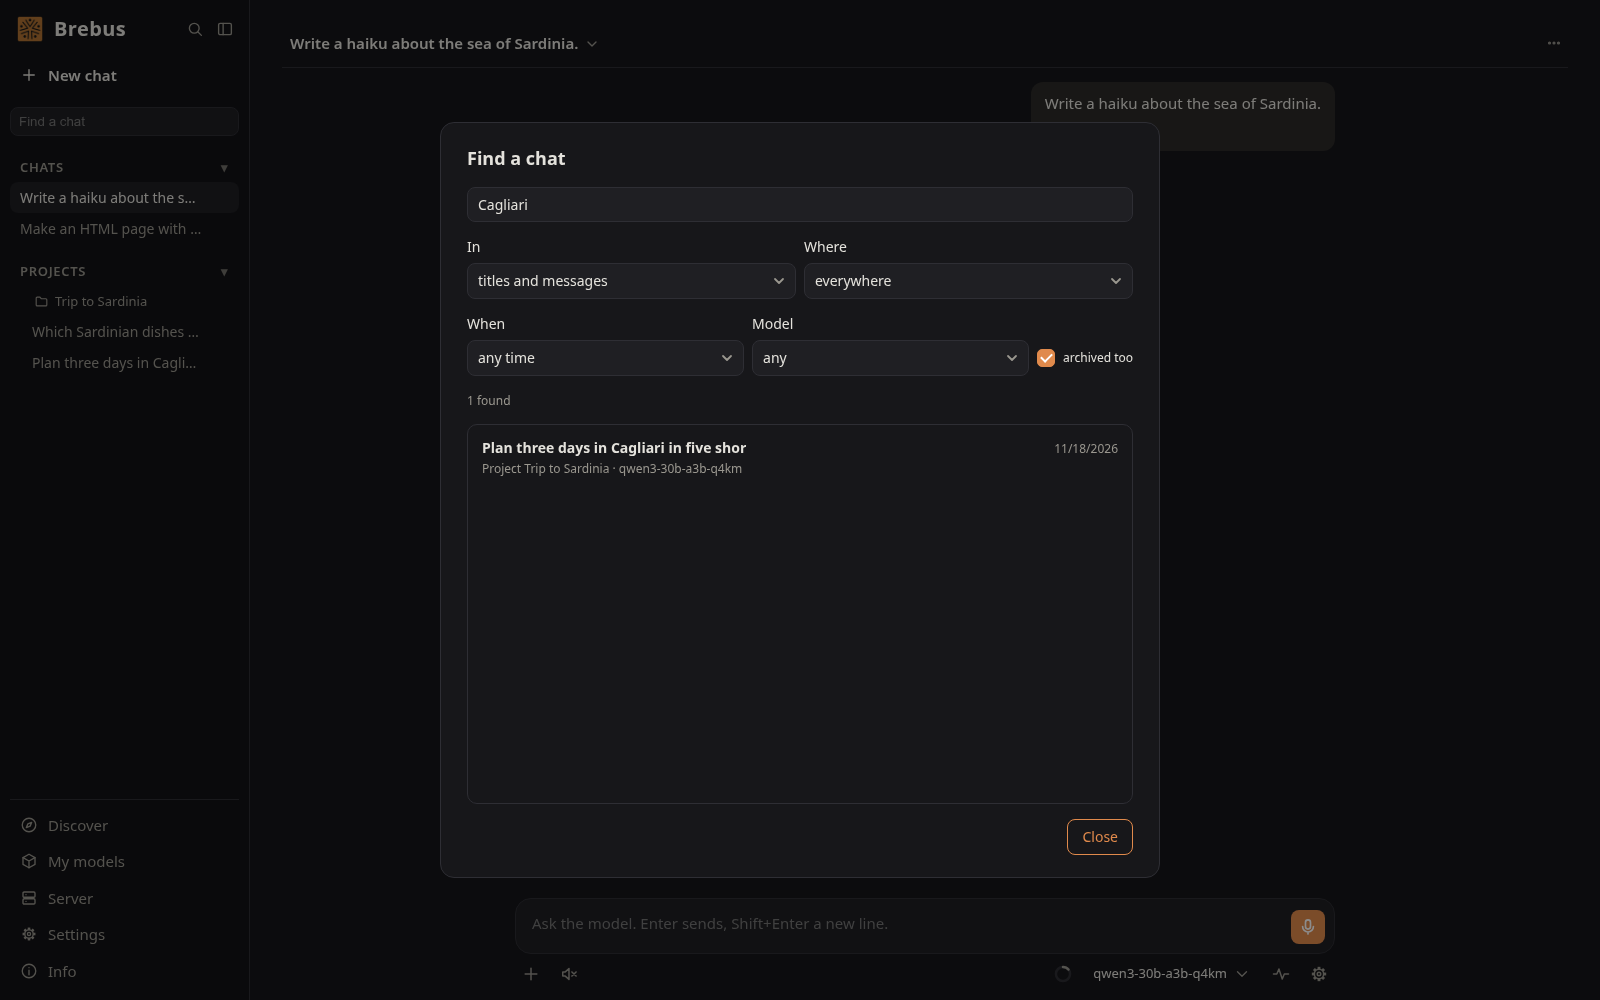 Brebus
New chat
Find a chat
CHATS
Write a haiku about the s...
Make an HTML page with ...
PROJECTS
Trip to Sardinia
Which Sardinian dishes ...
Plan three days in Cagli...
Discover
My models
Server
Settings
Info
Write a haiku about the sea of Sardinia.
Write a haiku about the sea of Sardinia.
Find a chat
Cagliari
In
Where
titles and messages
everywhere
When
Model
any time
any
archived too
1 found
Plan three days in Cagliari in five shor
11/18/2026
Project Trip to Sardinia · qwen3-30b-a3b-q4km
Close
Ask the model. Enter sends, Shift+Enter a new line.
qwen3-30b-a3b-q4km